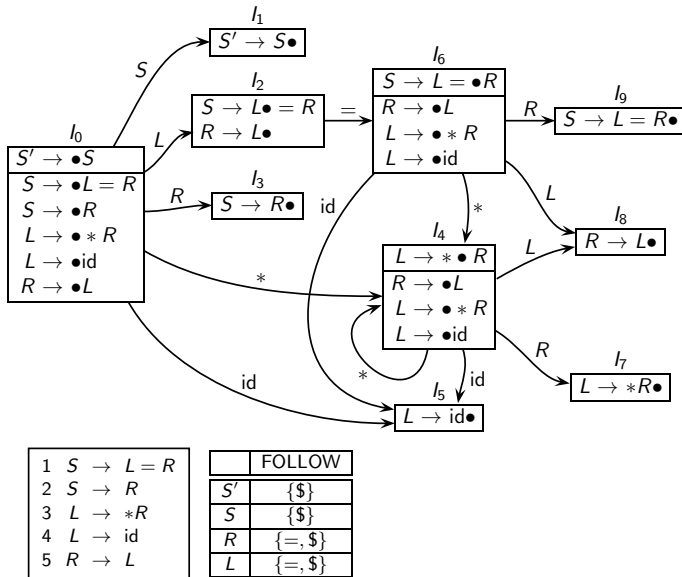 I₁
S′ → S●
S
I₂
S → L● = R
R → L●
L
=
I₆
S → L = ●R
R → ●L
L → ● * R
L → ●id
R
I₉
S → L = R●
I₀
S′ → ●S
S → ●L = R
S → ●R
L → ● * R
L → ●id
R → ●L
R
I₃
S → R●
id
*
L
I₈
R → L●
I₄
L → * ● R
R → ●L
L → ● * R
L → ●id
L
*
*
id
R
I₇
L → *R●
id
I₅
L → id●
1 S → L = R
2 S → R
3 L → *R
4 L → id
5 R → L
FOLLOW
S′ {$}
S {$}
R {=, $}
L {=, $}